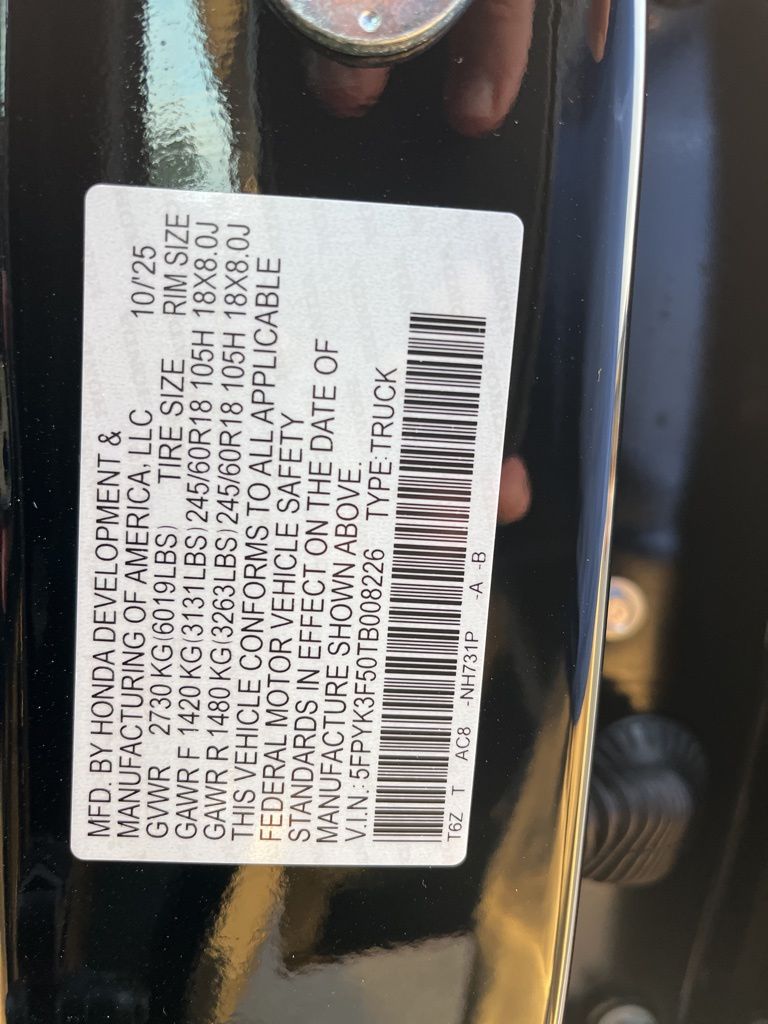 MFD. BY HONDA DEVELOPMENT &
MANUFACTURING OF AMERICA, LLC 10/'25
GVWR 2730 KG(6019LBS) TIRE SIZE RIM SIZE
GAWR F 1420 KG(3131LBS) 245/60R18 105H 18X8.0J
GAWR R 1480 KG(3263LBS) 245/60R18 105H 18X8.0J
THIS VEHICLE CONFORMS TO ALL APPLICABLE
FEDERAL MOTOR VEHICLE SAFETY
STANDARDS IN EFFECT ON THE DATE OF
MANUFACTURE SHOWN ABOVE.
V.I.N.: 5FPYK3F50TB008226 TYPE: TRUCK
T6Z T AC8 -NH731P -A -B